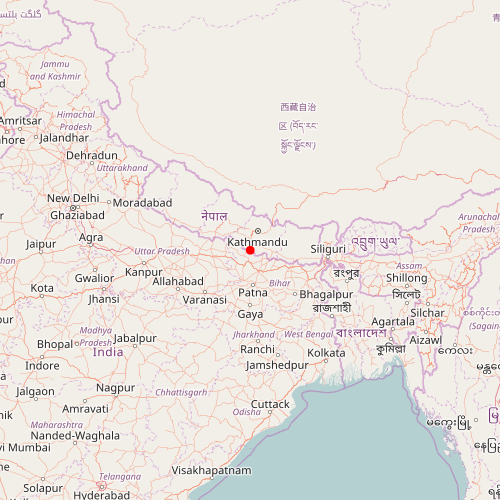 Jammu
and Kashmir
Amritsar
Jalandhar
Himachal
Pradesh
Dehradun
Uttarakhand
New Delhi
Ghaziabad
Moradabad
西藏自治
नेपाल
Kathmandu
Siliguri
འབྲུག་ཡུལ་
Arunachal
Pradesh
Jaipur
Agra
Uttar Pradesh
Assam
Kanpur
Gwalior
Allahabad
Bihar
রংপুর
Shillong
Kota
Jhansi
Varanasi
Patna
Bhagalpur
সিলেট
Gaya
রাজশাহী
Silchar
Agartala
Madhya
Pradesh
Jabalpur
Jharkhand
West Bengal
বাংলাদেশ
Aizawl
Bhopal
India
Ranchi
Kolkata
কুমিল্লা
Indore
Jamshedpur
Nagpur
Chhattisgarh
Jalgaon
Amravati
Cuttack
Odisha
Maharashtra
Nanded-Waghala
vi Mumbai
Visakhapatnam
Telangana
Solapur
Hyderabad